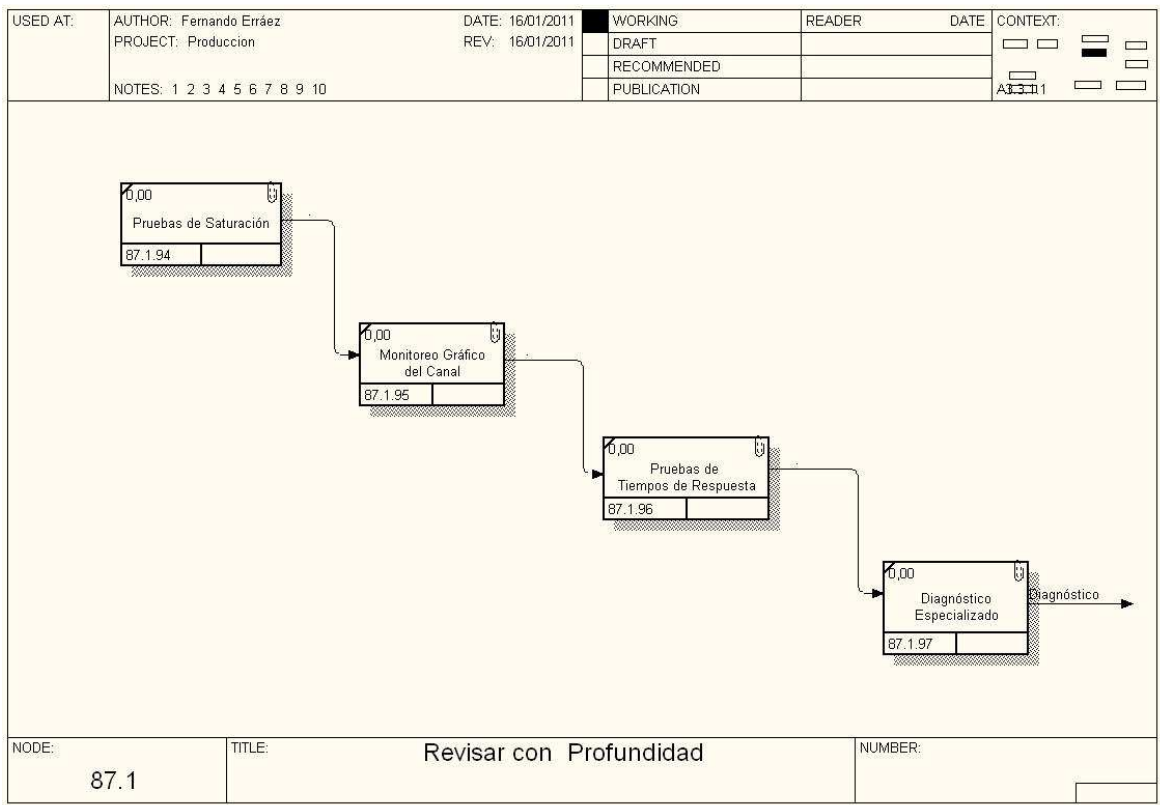 USED AT:
AUTHOR: Fernando Erráez
DATE: 16/01/2011
PROJECT: Produccion
REV: 16/01/2011
NOTES: 1 2 3 4 5 6 7 8 9 10
WORKING
DRAFT
RECOMMENDED
PUBLICATION
READER DATE
CONTEXT:
0,00
Pruebas de Saturación
87.1.94
0,00
Monitoreo Gráfico
del Canal
87.1.95
0,00
Pruebas de
Tiempos de Respuesta
87.1.96
0,00
Diagnóstico
Especializado
87.1.97
Diagnóstico
NODE:
87.1
TITLE:
Revisar con Profundidad
NUMBER: